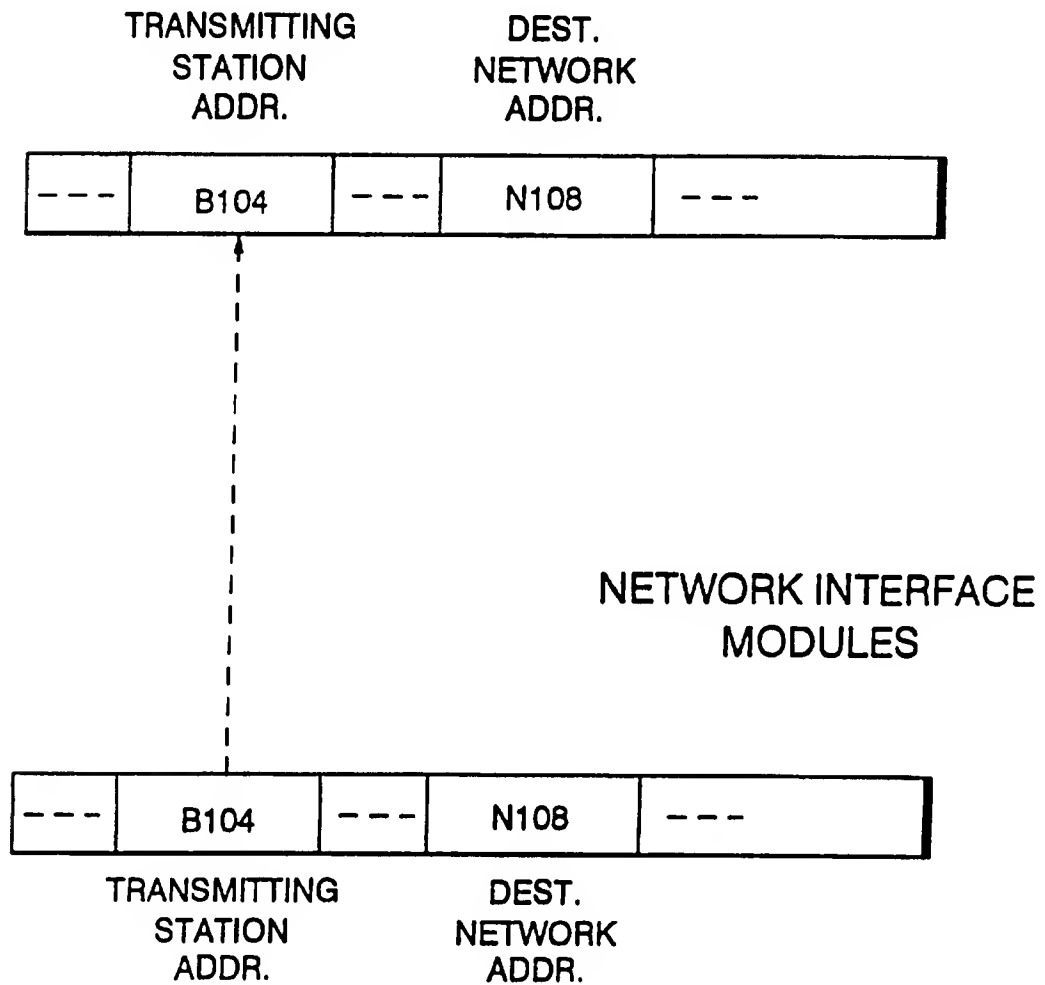 TRANSMITTING
STATION
ADDR.
DEST.
NETWORK
ADDR.
--- B104 --- N108 ---
NETWORK INTERFACE
MODULES
--- B104 --- N108 ---
TRANSMITTING
STATION
ADDR.
DEST.
NETWORK
ADDR.